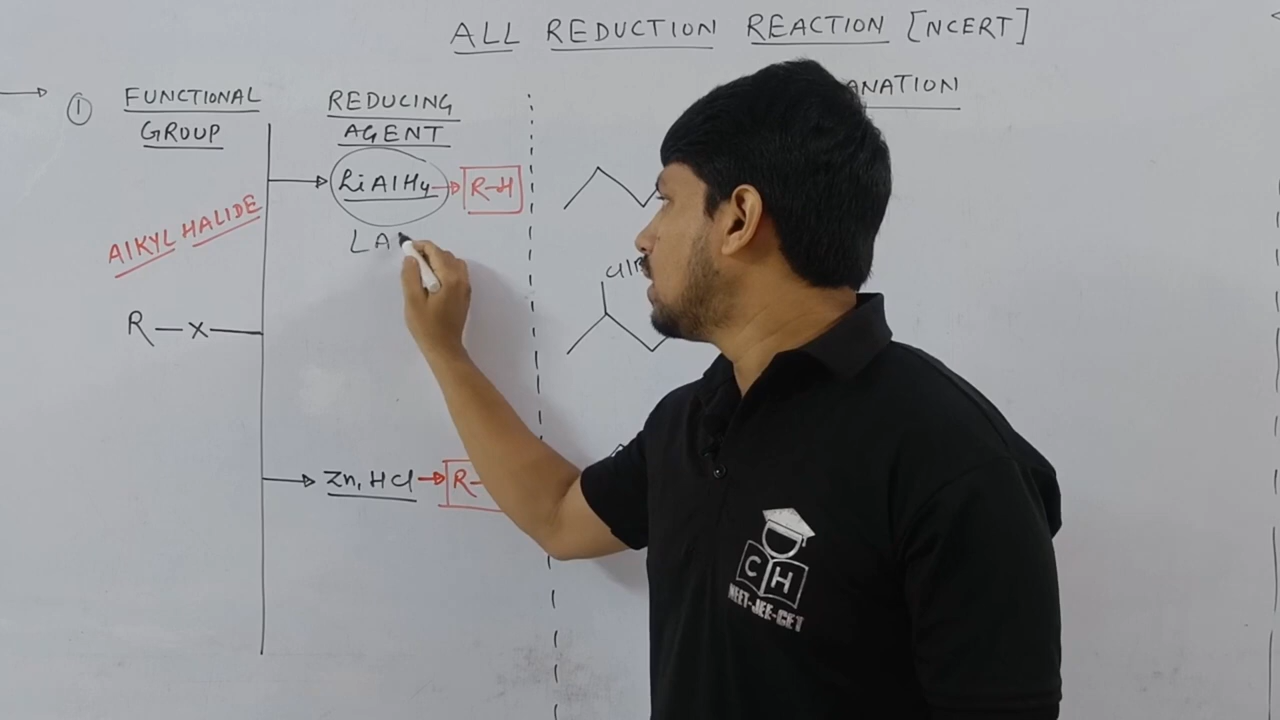 ALL REDUCTION REACTION [NCERT]
ANATION
① FUNCTIONAL GROUP
REDUCING AGENT
LiAlH4 → R-H
LA
ALKYL HALIDE
R-X
Zn, HCl → R-
C H
NEET-JEE-CET